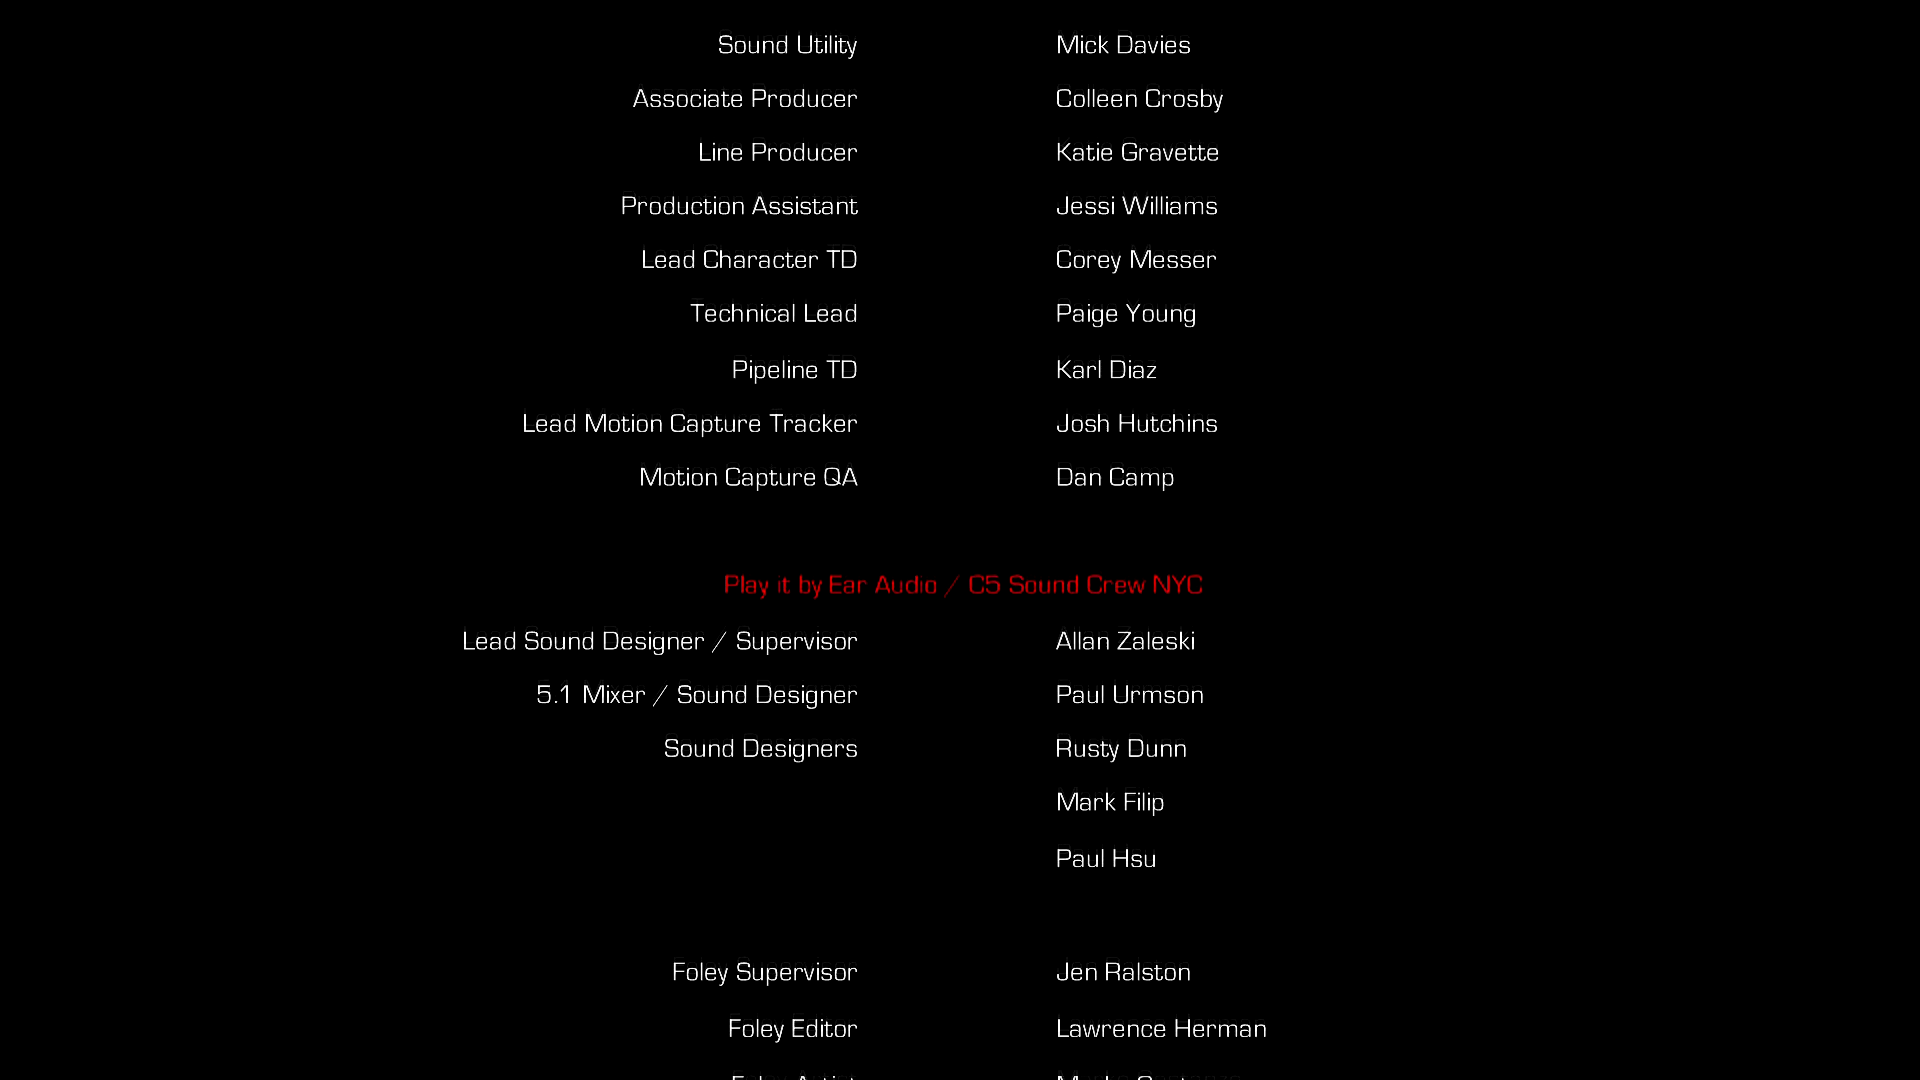 Sound Utility Mick Davies
Associate Producer Colleen Crosby
Line Producer Katie Gravette
Production Assistant Jessi Williams
Lead Character TD Corey Messer
Technical Lead Paige Young
Pipeline TD Karl Diaz
Lead Motion Capture Tracker Josh Hutchins
Motion Capture QA Dan Camp
Play it by Ear Audio / C5 Sound Crew NYC
Lead Sound Designer / Supervisor Allan Zaleski
5.1 Mixer / Sound Designer Paul Urmson
Sound Designers Rusty Dunn
Mark Filip
Paul Hsu
Foley Supervisor Jen Ralston
Foley Editor Lawrence Herman